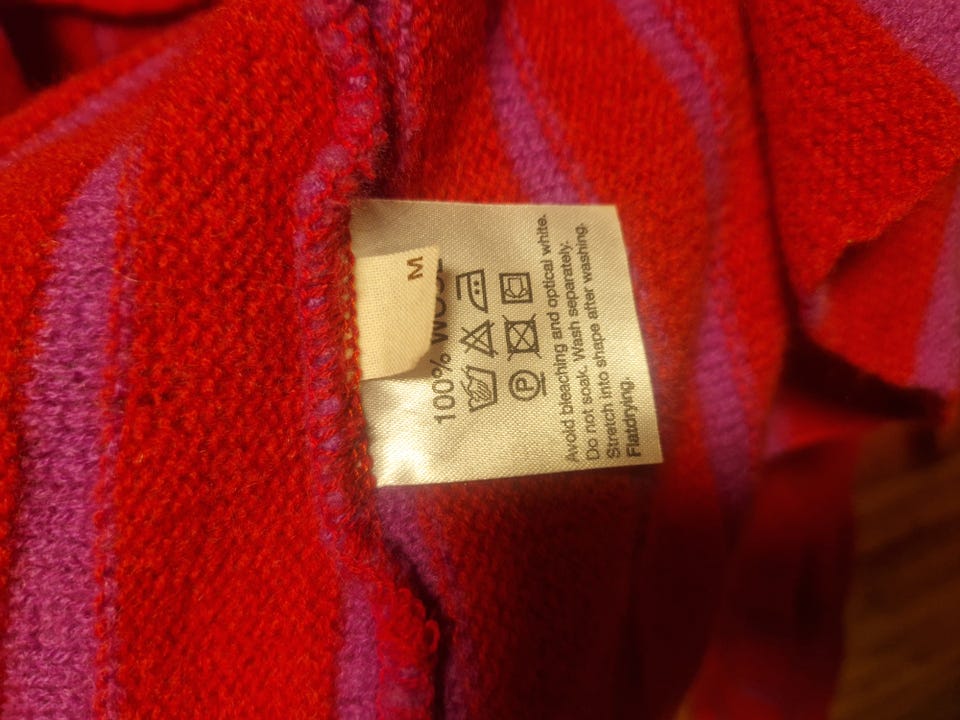 M
100% WOOL
P
Avoid bleaching and optical white.
Do not soak. Wash separately.
Stretch into shape after washing.
Flatdrying.